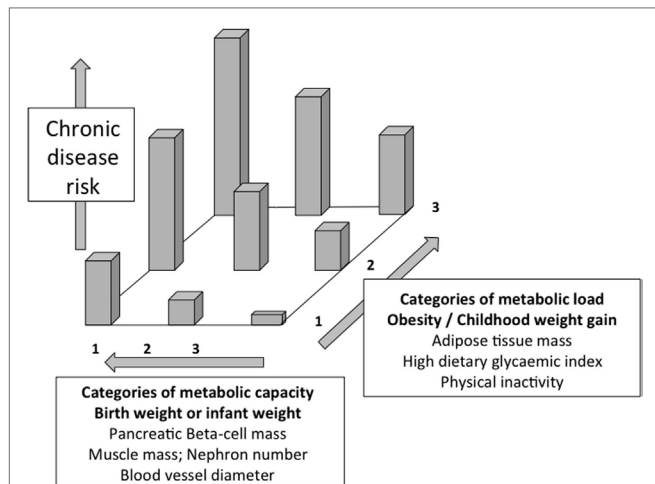 Chronic
disease
risk
3
2
1
1 2 3
Categories of metabolic load
Obesity / Childhood weight gain
Adipose tissue mass
High dietary glycaemic index
Physical inactivity
Categories of metabolic capacity
Birth weight or infant weight
Pancreatic Beta-cell mass
Muscle mass; Nephron number
Blood vessel diameter